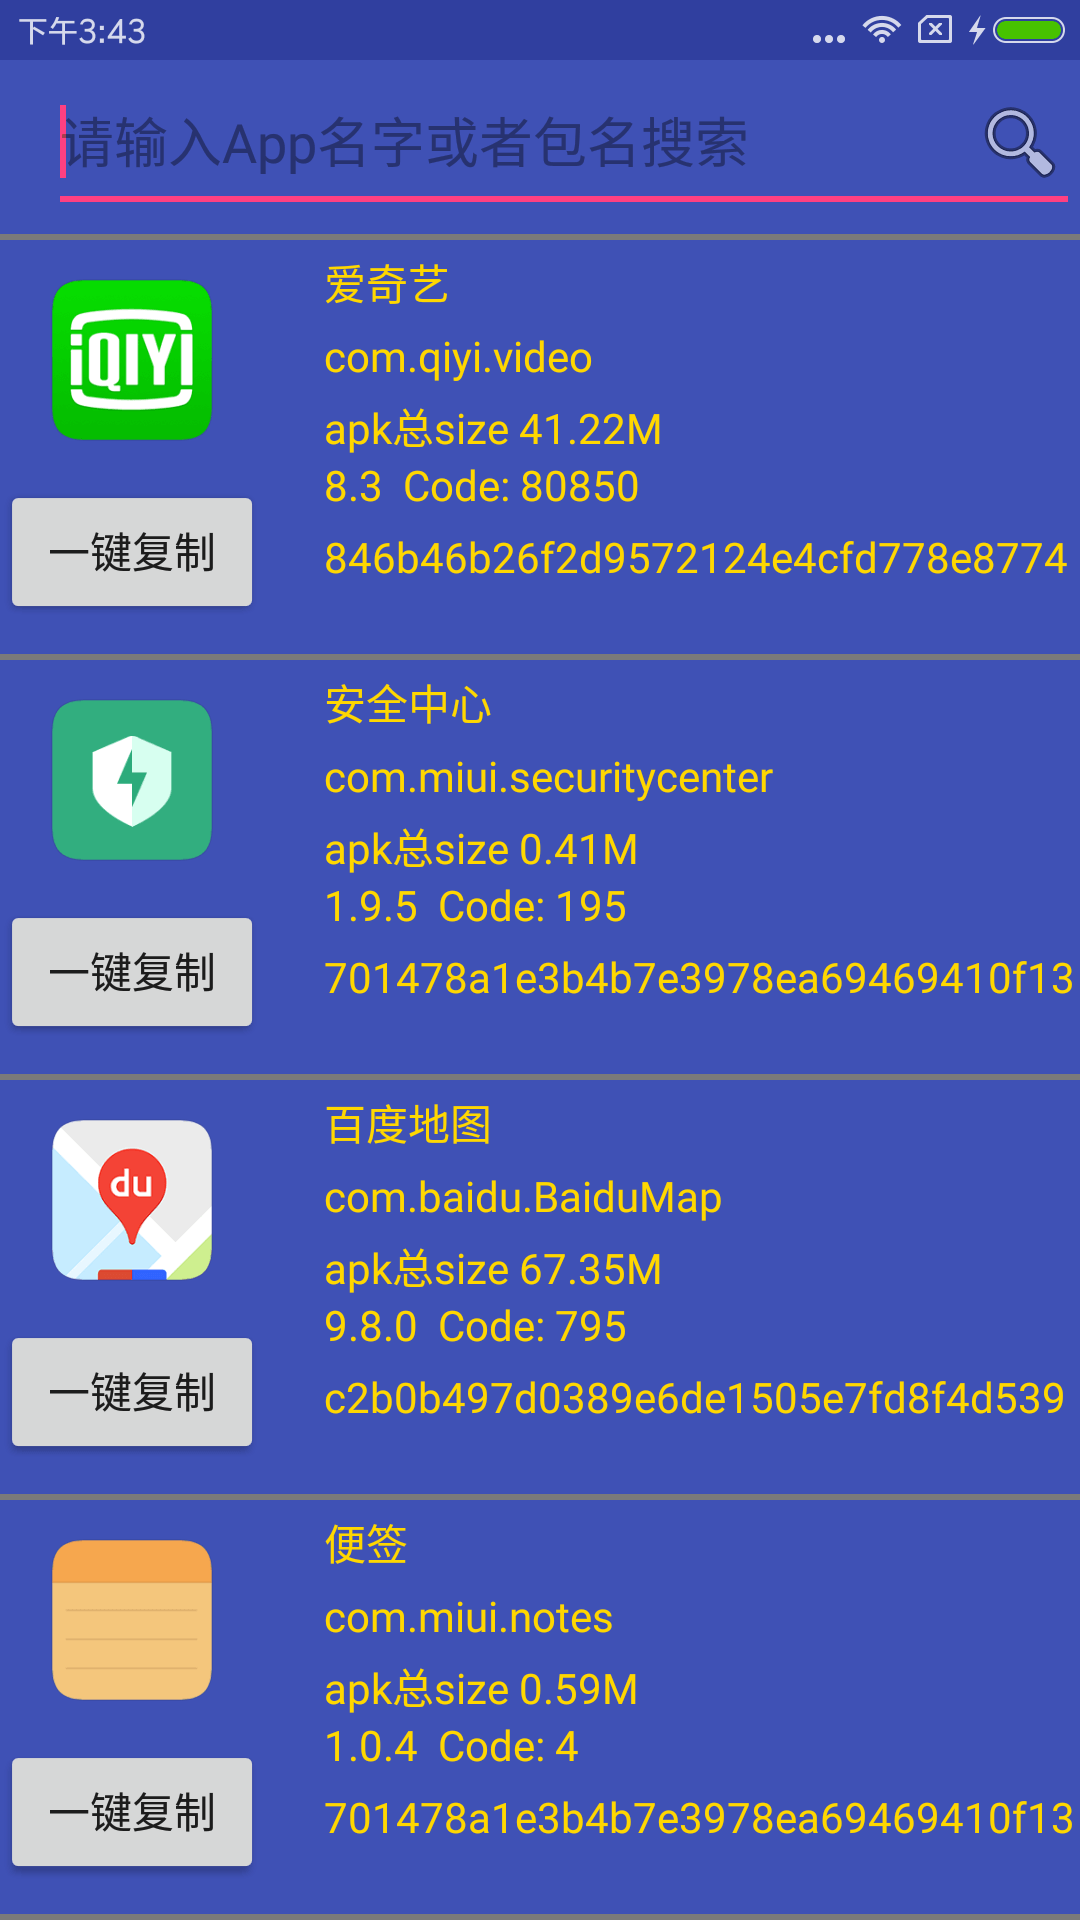 下午3:43
请输入App名字或者包名搜索
iQIYI
爱奇艺
com.qiyi.video
apk总size 41.22M
8.3  Code: 80850
一键复制
846b46b26f2d9572124e4cfd778e8774
安全中心
com.miui.securitycenter
apk总size 0.41M
1.9.5  Code: 195
一键复制
701478a1e3b4b7e3978ea69469410f13
百度地图
du
com.baidu.BaiduMap
apk总size 67.35M
9.8.0  Code: 795
一键复制
c2b0b497d0389e6de1505e7fd8f4d539
便签
com.miui.notes
apk总size 0.59M
1.0.4  Code: 4
一键复制
701478a1e3b4b7e3978ea69469410f13